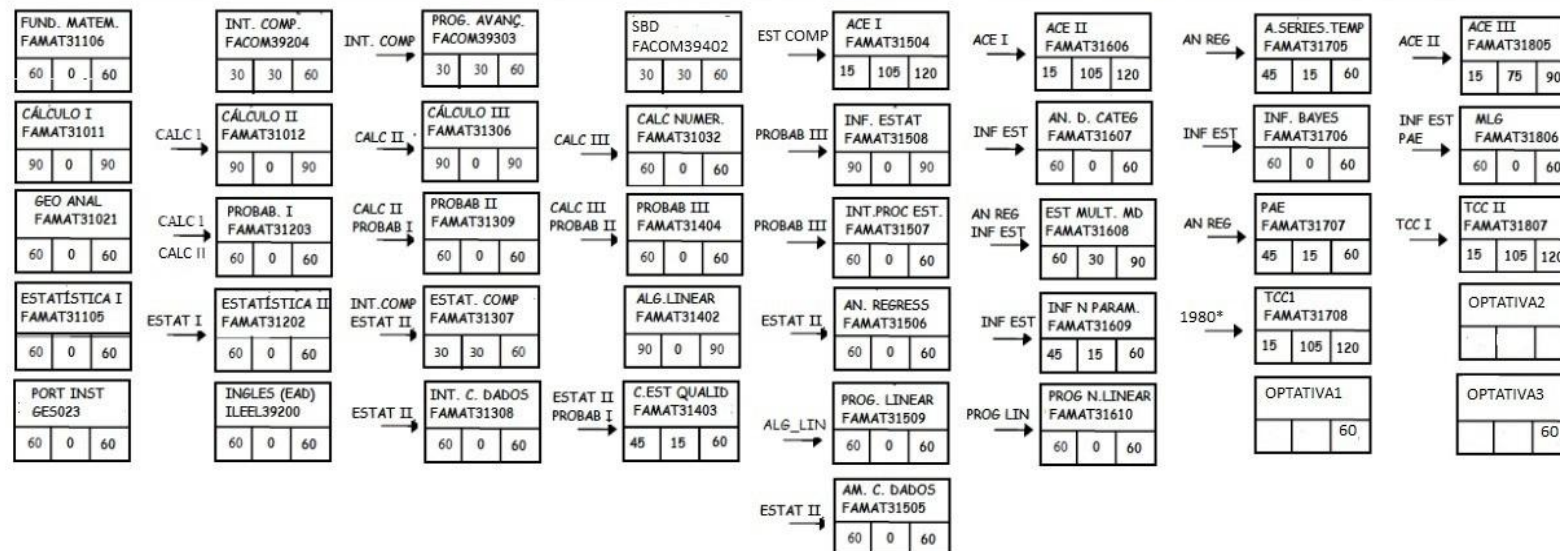 FUND. MATEM.
FAMAT31106
60 0 60
INT. COMP.
FACOM39204
30 30 60
INT. COMP
PROG. AVANÇ.
FACOM39303
30 30 60
SBD
FACOM39402
30 30 60
EST COMP
ACE I
FAMAT31504
15 105 120
ACE I
ACE II
FAMAT31606
15 105 120
AN REG
A.SERIES.TEMP
FAMAT31705
45 15 60
ACE II
ACE III
FAMAT31805
15 75 90
CÁLCULO I
FAMAT31011
90 0 90
CALC I
CÁLCULO II
FAMAT31012
90 0 90
CALC II
CÁLCULO III
FAMAT31306
90 0 90
CALC III
CALC NUMER.
FAMAT31032
60 0 60
PROBAB III
INF. ESTAT
FAMAT31508
90 0 90
INF EST
AN. D. CATEG
FAMAT31607
60 0 60
INF EST
INF. BAYES
FAMAT31706
60 0 60
INF EST
PAE
MLG
FAMAT31806
60 0 60
GEO ANAL
FAMAT31021
60 0 60
CALC I
CALC II
PROBAB. I
FAMAT31203
60 0 60
CALC II
PROBAB I
PROBAB II
FAMAT31309
60 0 60
CALC III
PROBAB II
PROBAB III
FAMAT31404
60 0 60
PROBAB III
INT.PROC EST.
FAMAT31507
60 0 60
AN REG
INF EST
EST MULT. MD
FAMAT31608
60 30 90
AN REG
PAE
FAMAT31707
45 15 60
TCC I
TCC II
FAMAT31807
15 105 120
ESTATÍSTICA I
FAMAT31105
60 0 60
ESTAT I
ESTATÍSTICA II
FAMAT31202
60 0 60
INT.COMP
ESTAT II
ESTAT. COMP
FAMAT31307
30 30 60
ALG.LINEAR
FAMAT31402
90 0 90
ESTAT II
AN. REGRESS
FAMAT31506
60 0 60
INF EST
INF N PARAM.
FAMAT31609
45 15 60
1980*
TCC1
FAMAT31708
15 105 120
OPTATIVA2
PORT INST
GES023
60 0 60
INGLES (EAD)
ILEEL39200
60 0 60
ESTAT II
INT. C. DADOS
FAMAT31308
60 0 60
ESTAT II
PROBAB I
C.EST QUALID
FAMAT31403
45 15 60
ALG_LIN
PROG. LINEAR
FAMAT31509
60 0 60
PROG LIN
PROG N.LINEAR
FAMAT31610
60 0 60
OPTATIVA1
60
OPTATIVA3
60
ESTAT II
AM. C. DADOS
FAMAT31505
60 0 60